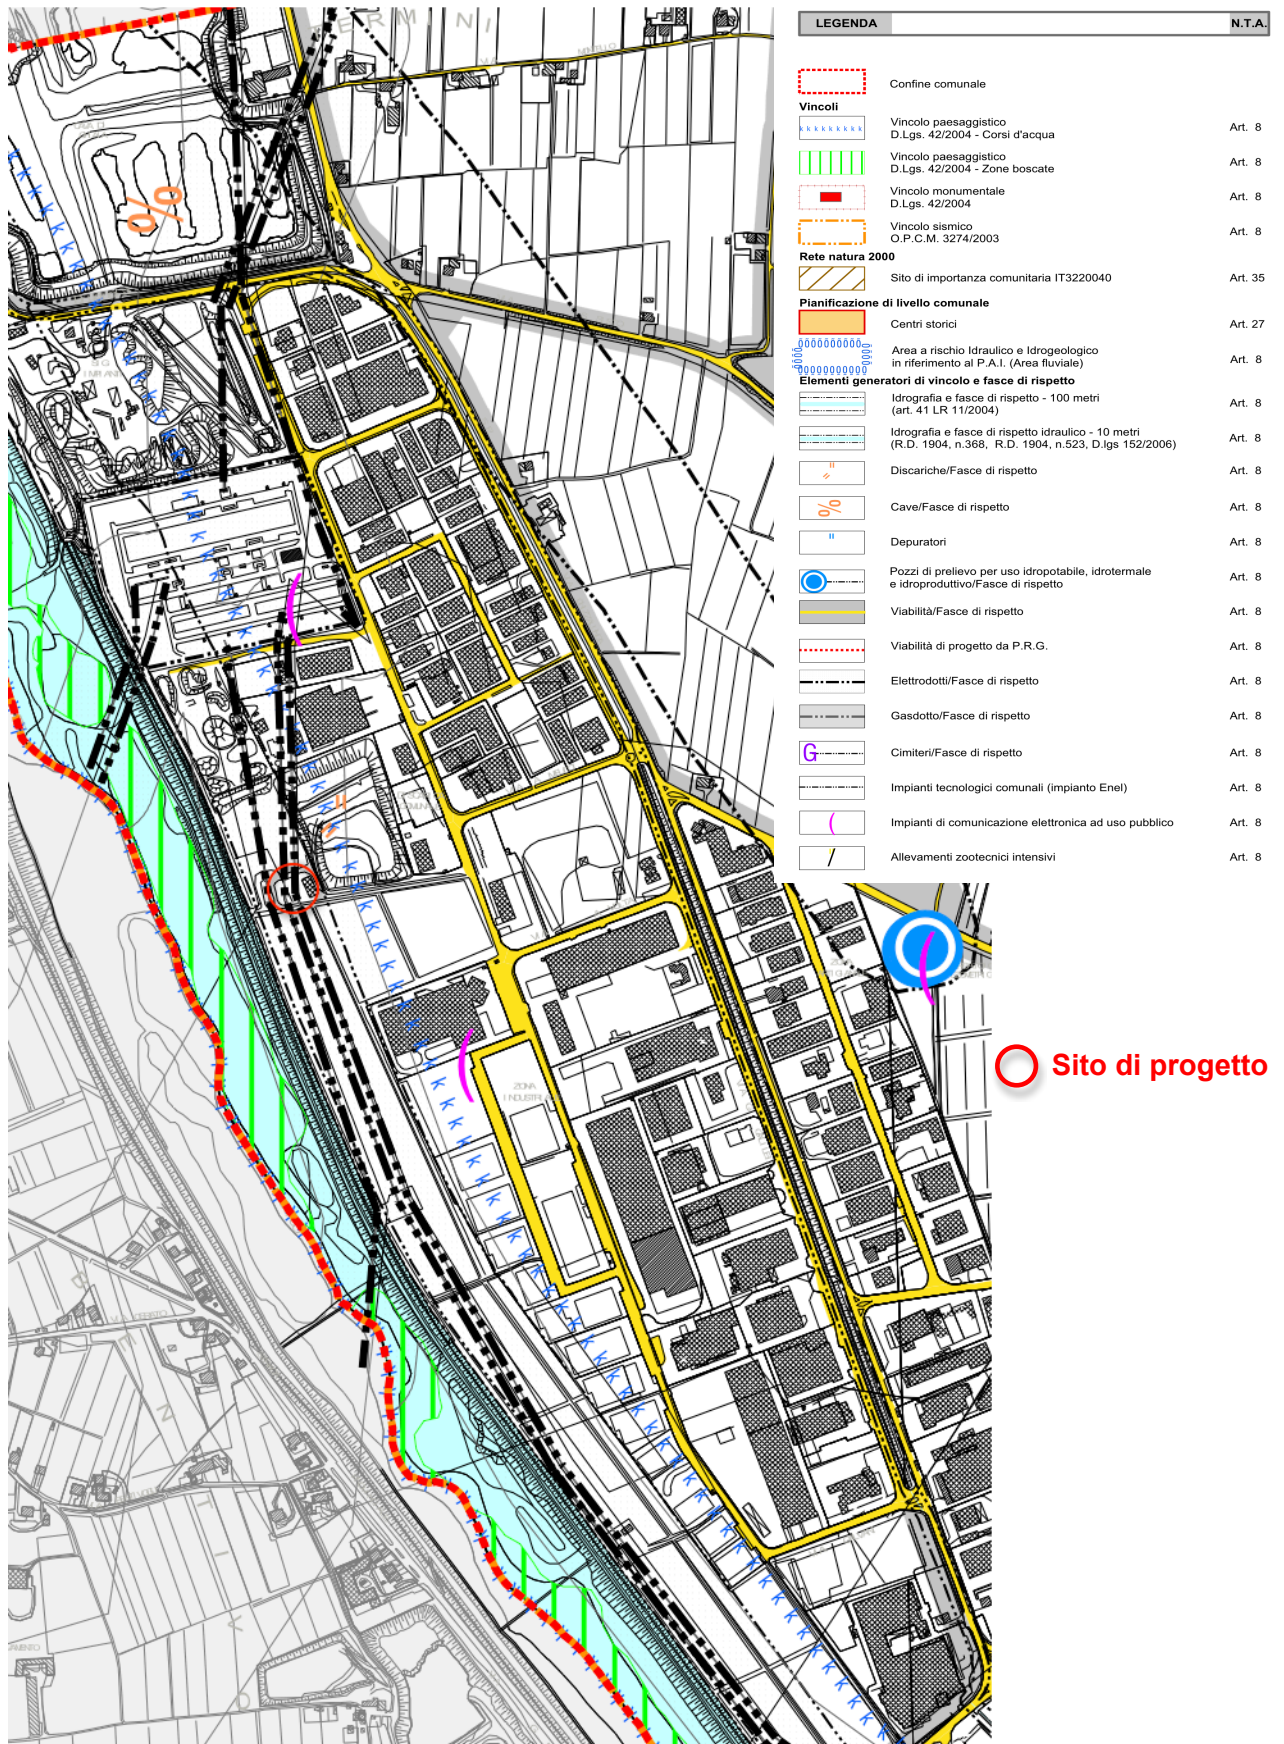 LEGENDA N.T.A.
Confine comunale
Vincoli
Vincolo paesaggistico
D.Lgs. 42/2004 - Corsi d'acqua Art. 8
Vincolo paesaggistico
D.Lgs. 42/2004 - Zone boscate Art. 8
Vincolo monumentale
D.Lgs. 42/2004 Art. 8
Vincolo sismico
O.P.C.M. 3274/2003 Art. 8
Rete natura 2000
Sito di importanza comunitaria IT3220040 Art. 35
Pianificazione di livello comunale
Centri storici Art. 27
Area a rischio Idraulico e Idrogeologico
in riferimento al P.A.I. (Area fluviale) Art. 8
Elementi generatori di vincolo e fasce di rispetto
Idrografia e fasce di rispetto - 100 metri
(art. 41 LR 11/2004) Art. 8
Idrografia e fasce di rispetto idraulico - 10 metri
(R.D. 1904, n.368, R.D. 1904, n.523, D.lgs 152/2006) Art. 8
Discariche/Fasce di rispetto Art. 8
Cave/Fasce di rispetto Art. 8
Depuratori Art. 8
Pozzi di prelievo per uso idropotabile, idrotermale
e idroproduttivo/Fasce di rispetto Art. 8
Viabilità/Fasce di rispetto Art. 8
Viabilità di progetto da P.R.G. Art. 8
Elettrodotti/Fasce di rispetto Art. 8
Gasdotto/Fasce di rispetto Art. 8
G Cimiteri/Fasce di rispetto Art. 8
Impianti tecnologici comunali (impianto Enel) Art. 8
Impianti di comunicazione elettronica ad uso pubblico Art. 8
Allevamenti zootecnici intensivi Art. 8
TERMINI
%
ZONA
Sito di progetto